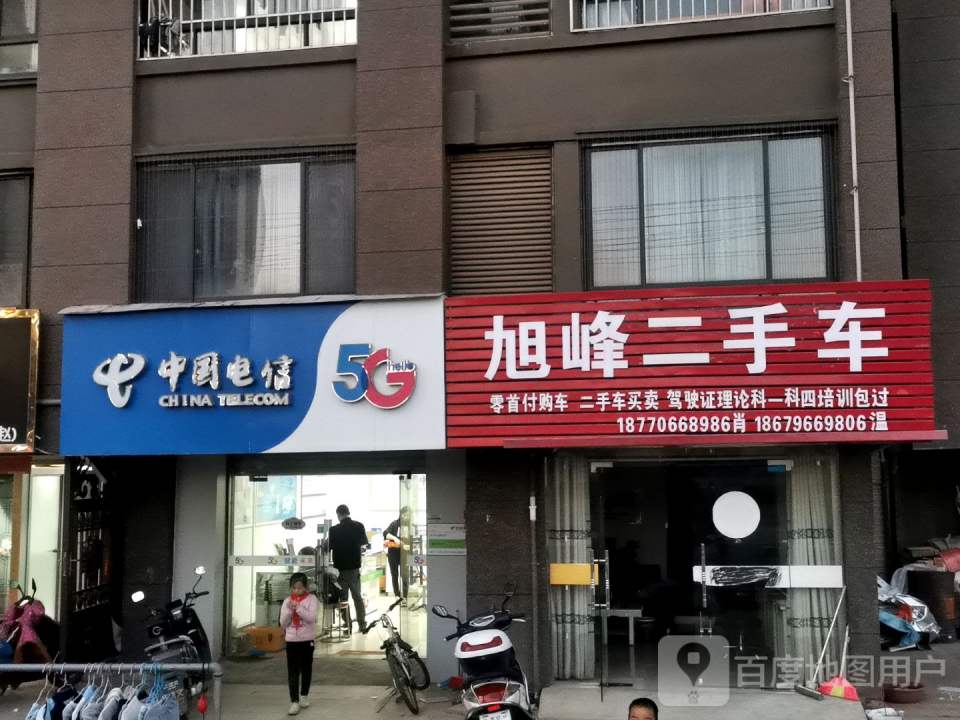 中国电信
CHINA TELECOM
5G
hello
旭峰二手车
零首付购车 二手车买卖 驾驶证理论科一科四培训包过
18770668986肖 18679669806温
百度地图用户